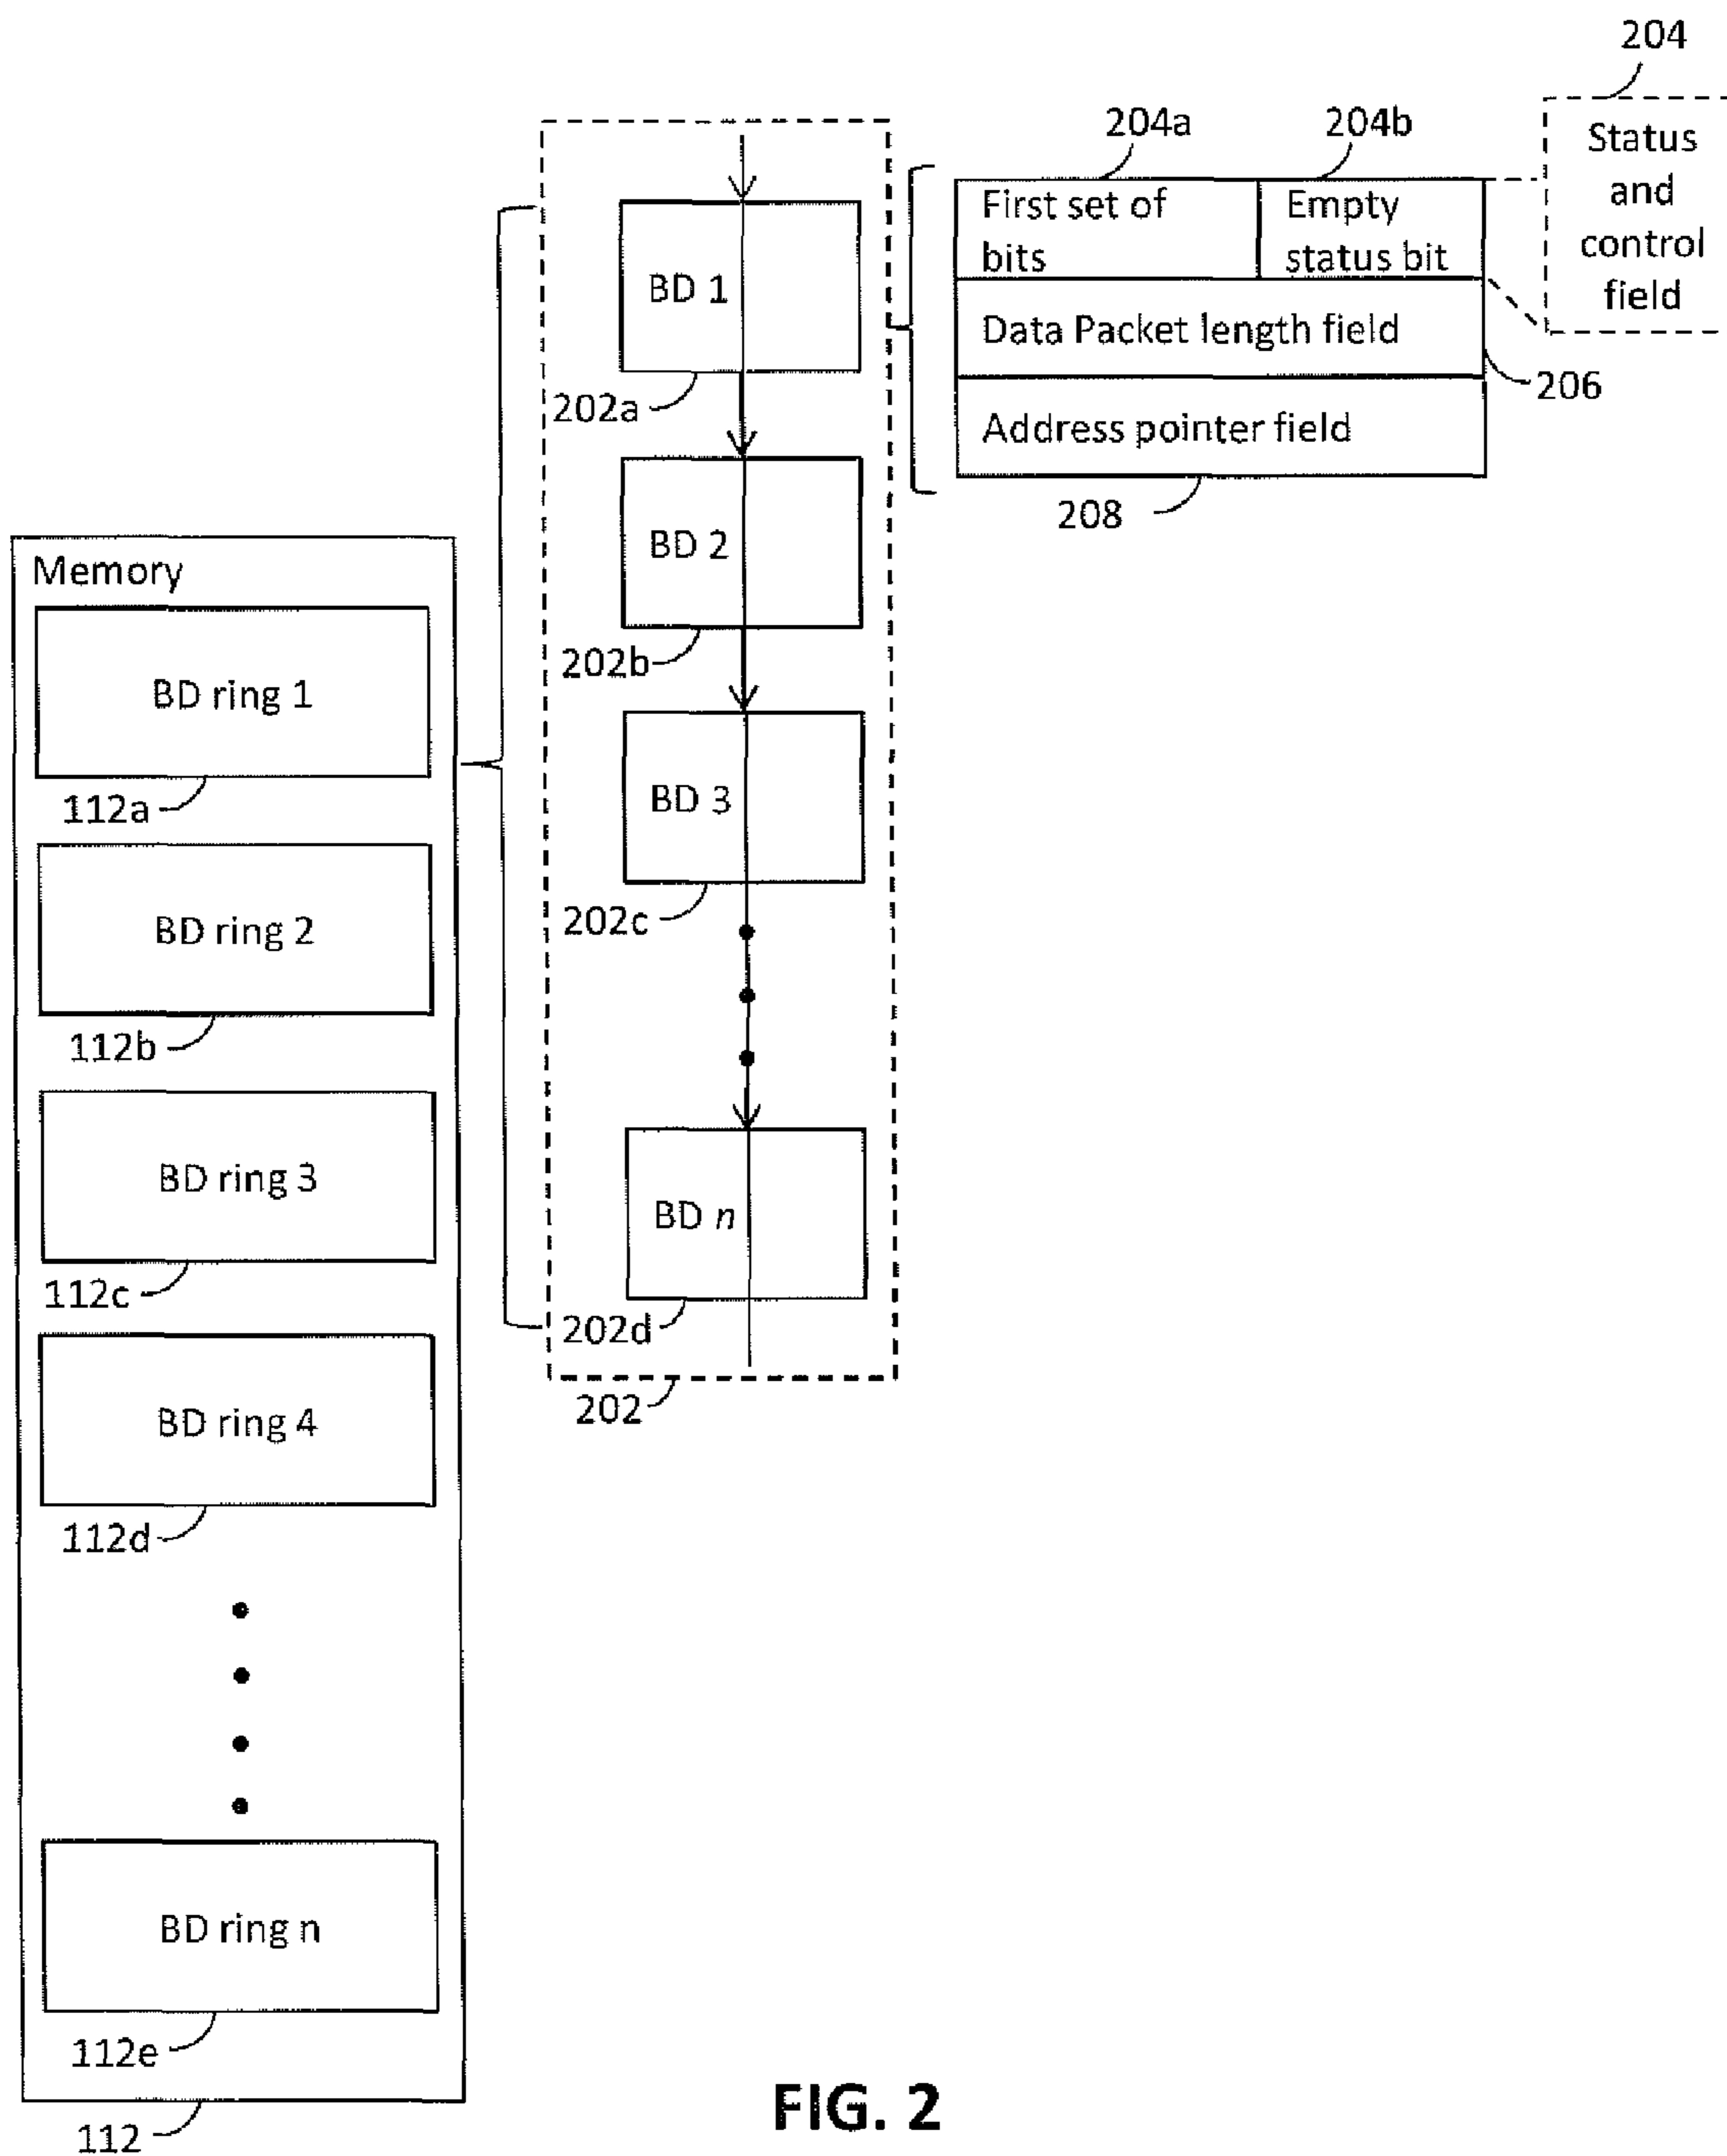 204
Status
and
control
field
204a
204b
First set of
bits
Empty
status bit
Data Packet length field
206
Address pointer field
208
BD 1
202a
BD 2
202b
BD 3
202c
BD n
202d
202
Memory
BD ring 1
112a
BD ring 2
112b
BD ring 3
112c
BD ring 4
112d
BD ring n
112e
112
FIG. 2